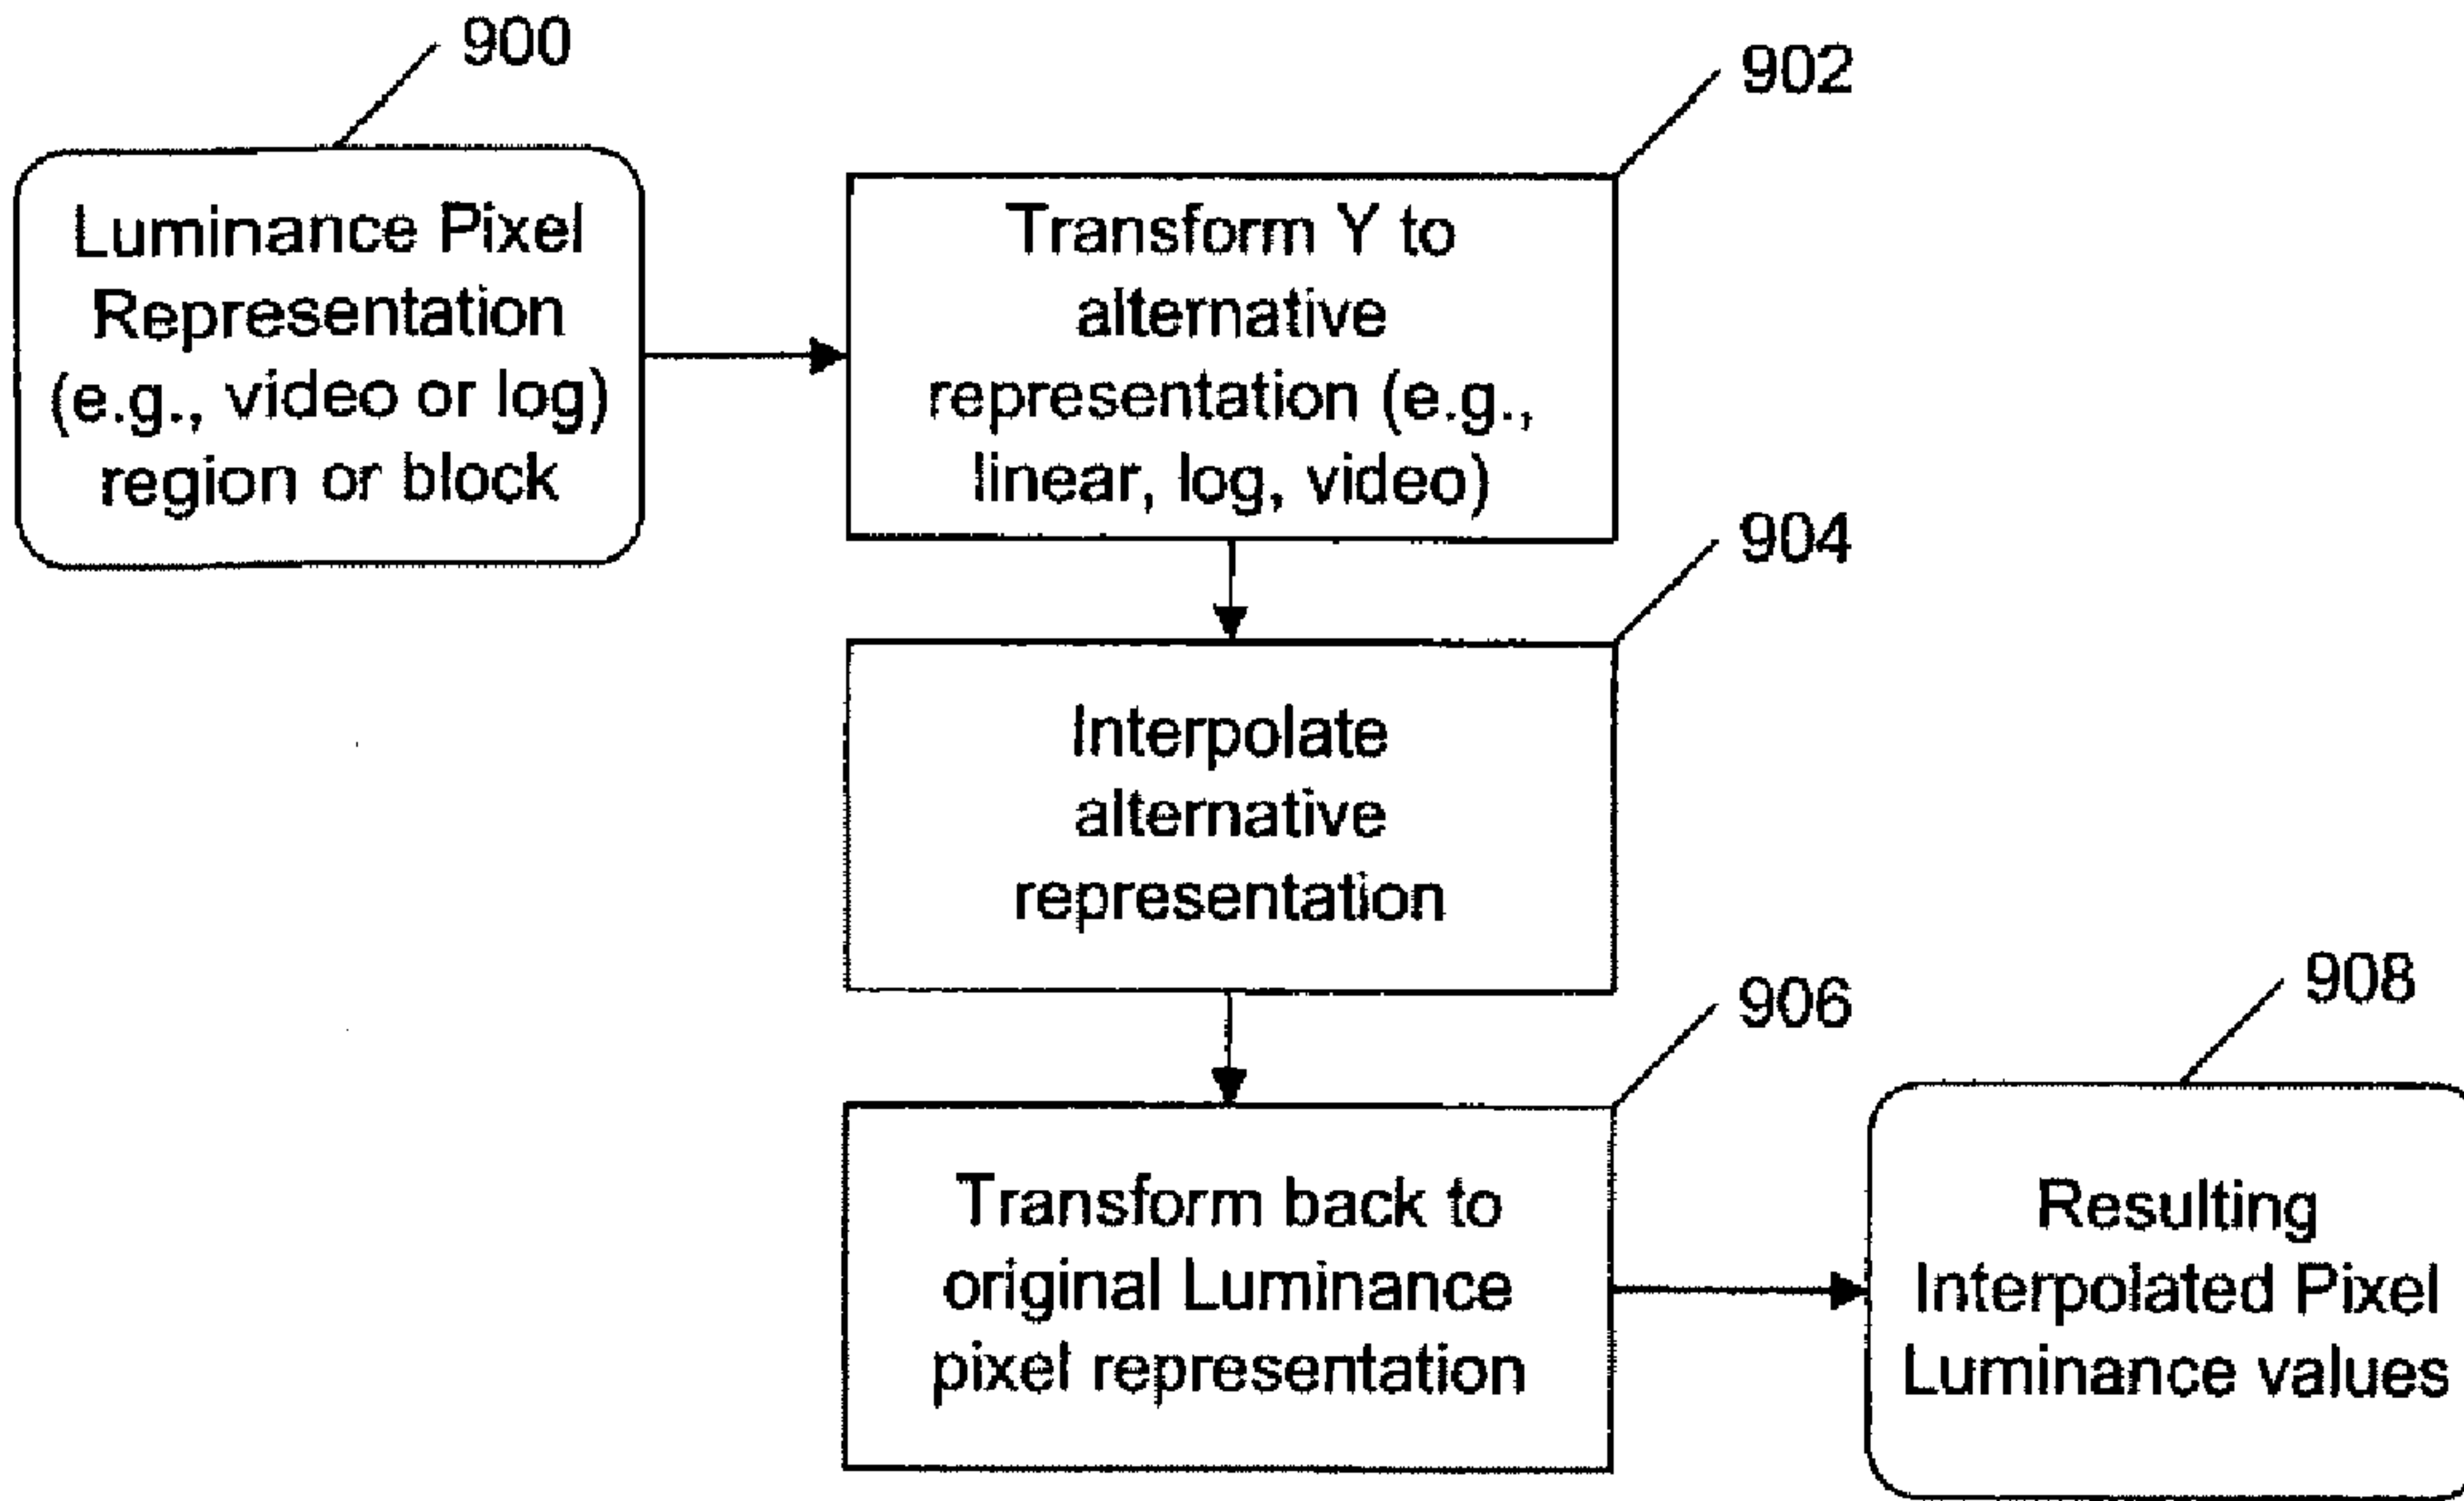 900
Luminance Pixel
Representation
(e.g., video or log)
region or block
902
Transform Y to
alternative
representation (e.g.,
linear, log, video)
904
Interpolate
alternative
representation
906
Transform back to
original Luminance
pixel representation
908
Resulting
Interpolated Pixel
Luminance values